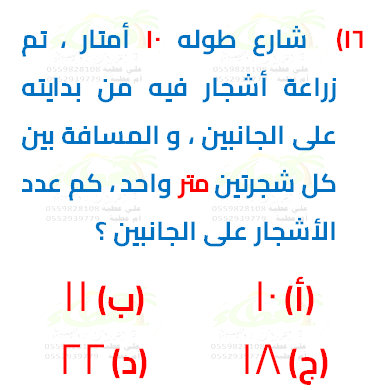 ١٦) شارع طوله ١٠ أمتار ، تم
زراعة أشجار فيه من بدايته
على الجانبين ، و المسافة بين
كل شجرتين متر واحد ، كم عدد
الأشجار على الجانبين ؟
(أ) ١٠ (ب) ١١
(ج) ١٨ (د) ٢٢